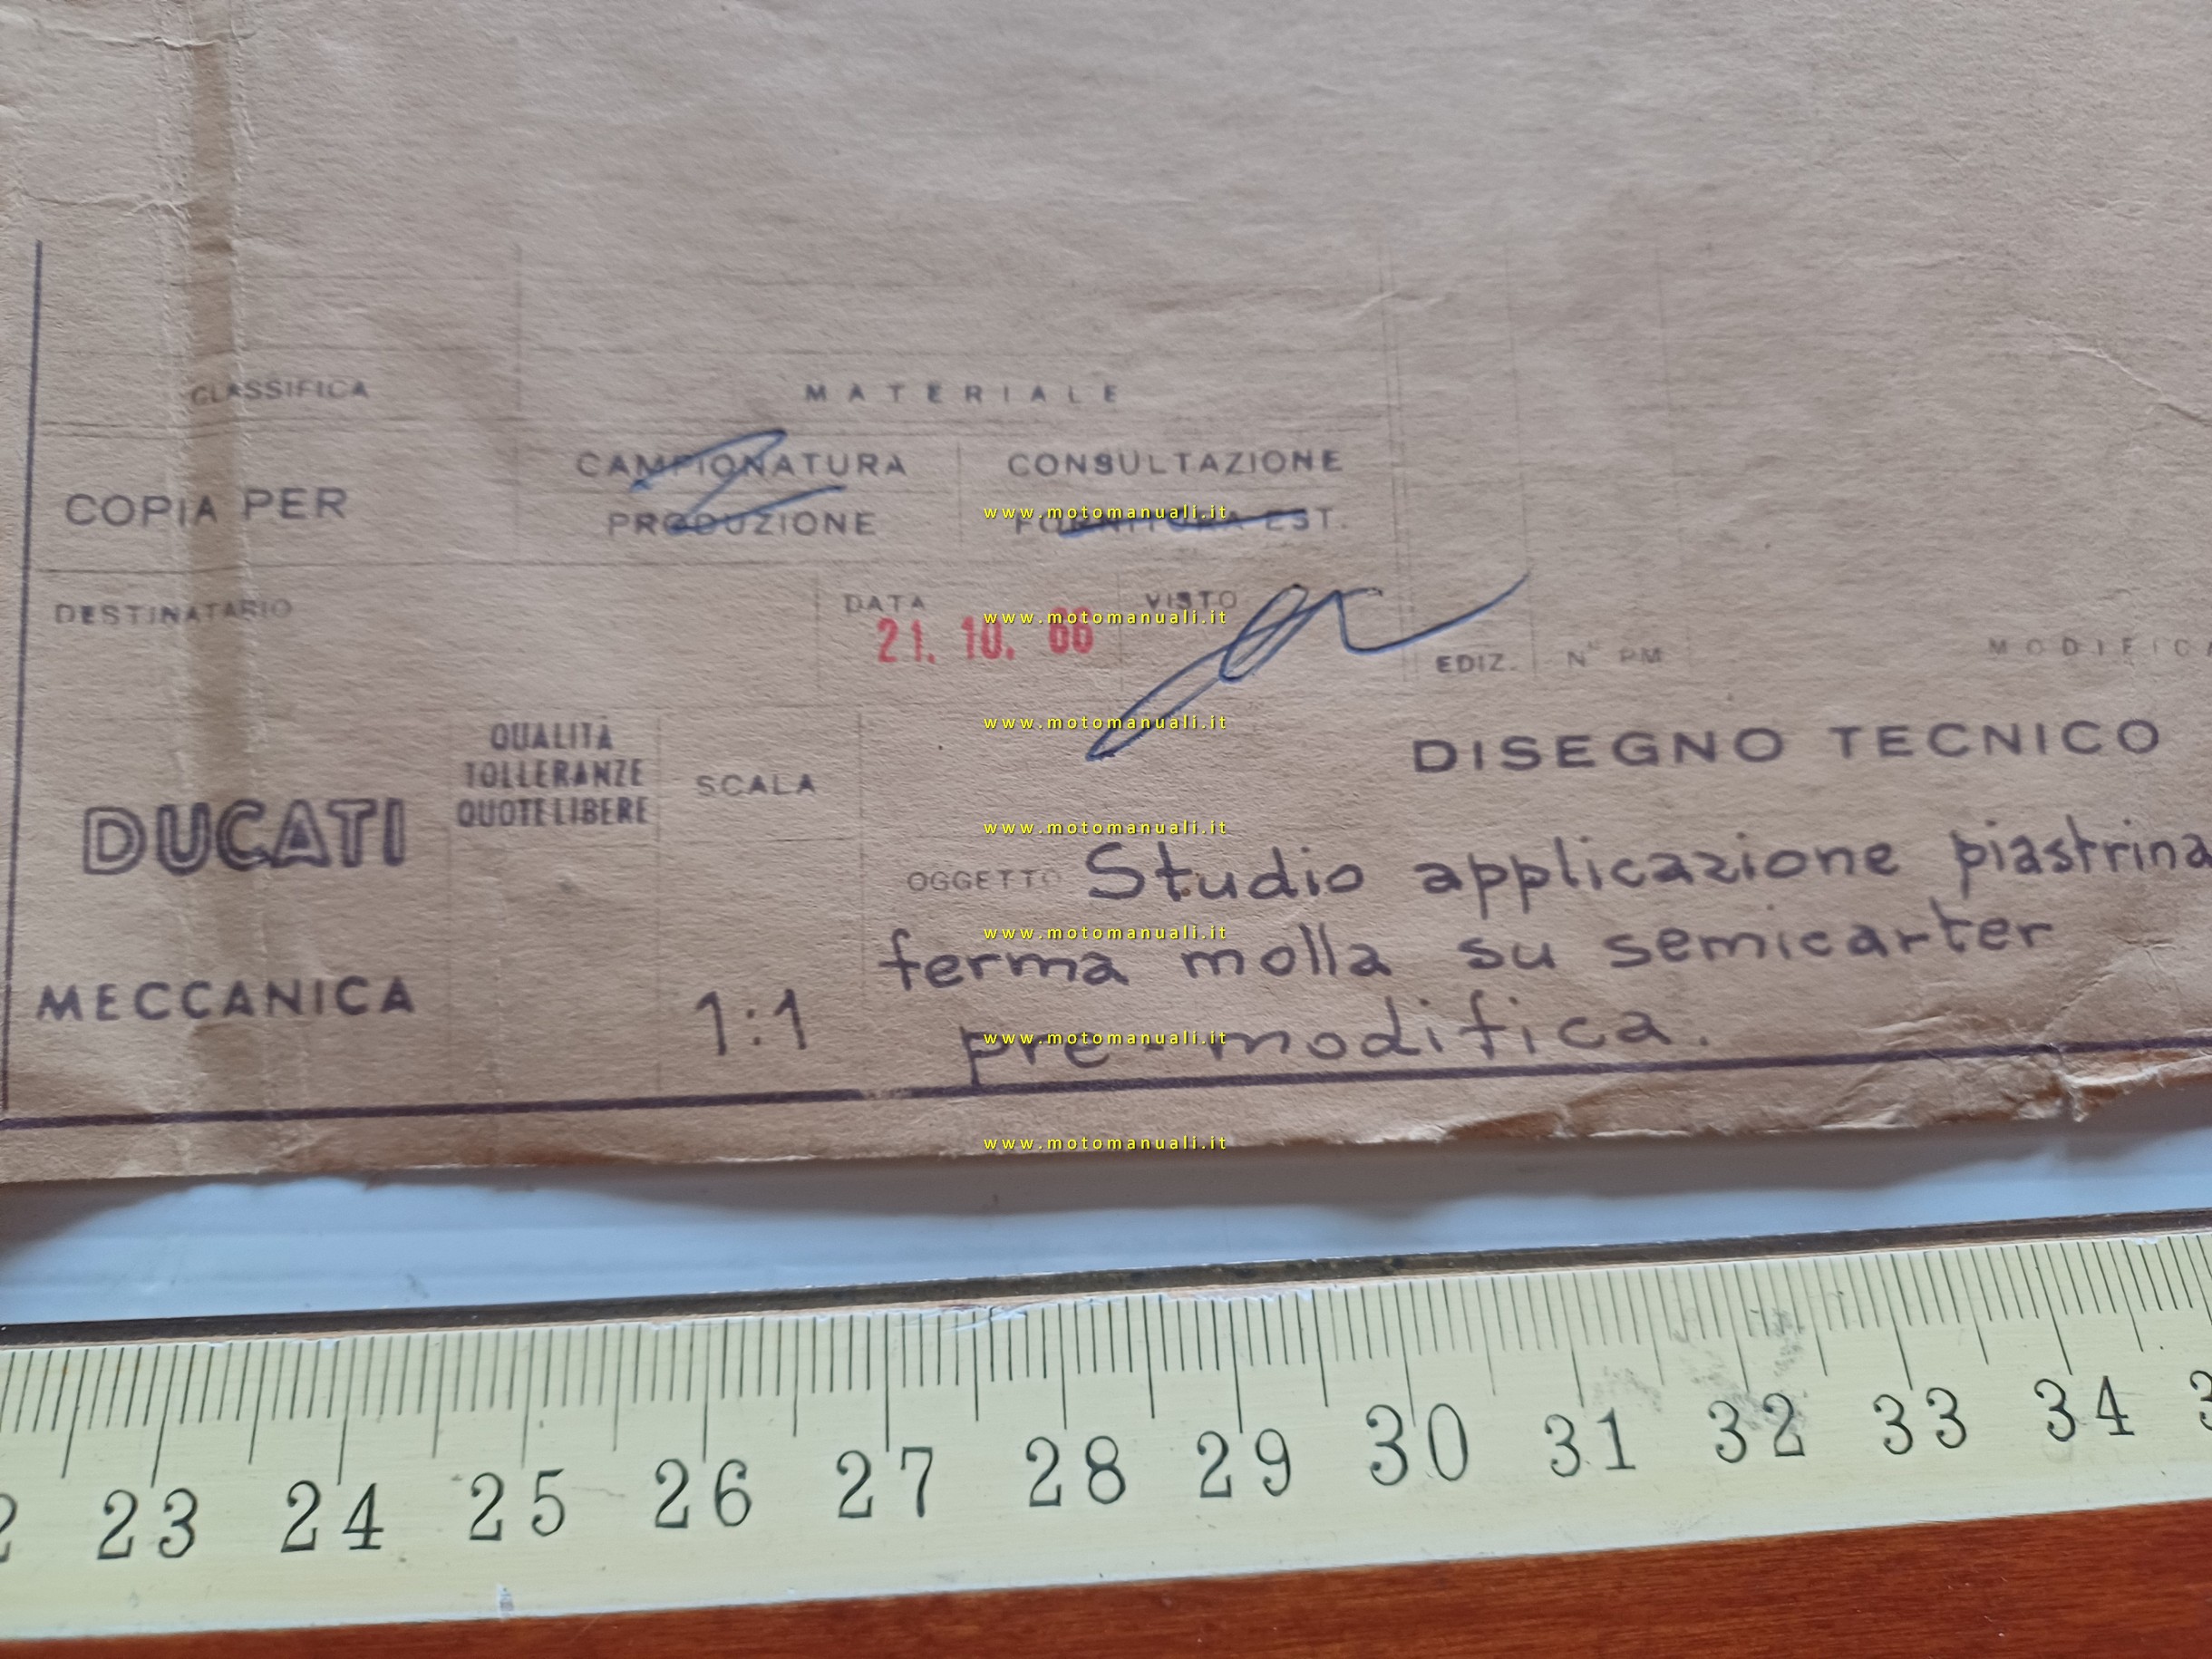 CLASSIFICA
MATERIALE
COPIA PER
CAMPIONATURA
CONSULTAZIONE
PRODUZIONE
FORNITURA EST.
www.motomanuali.it
DESTINATARIO
DATA
21. 10. 66
VISTO
www.motomanuali.it
EDIZ.
N° PM
MODIFICA
www.motomanuali.it
DUCATI
MECCANICA
QUALITÀ
TOLLERANZE
QUOTE LIBERE
SCALA
1:1
DISEGNO TECNICO
www.motomanuali.it
OGGETTO Studio applicazione piastrina
www.motomanuali.it
ferma molla su semicarter
www.motomanuali.it
pre-modifica.
www.motomanuali.it
23 24 25 26 27 28 29 30 31 32 33 34